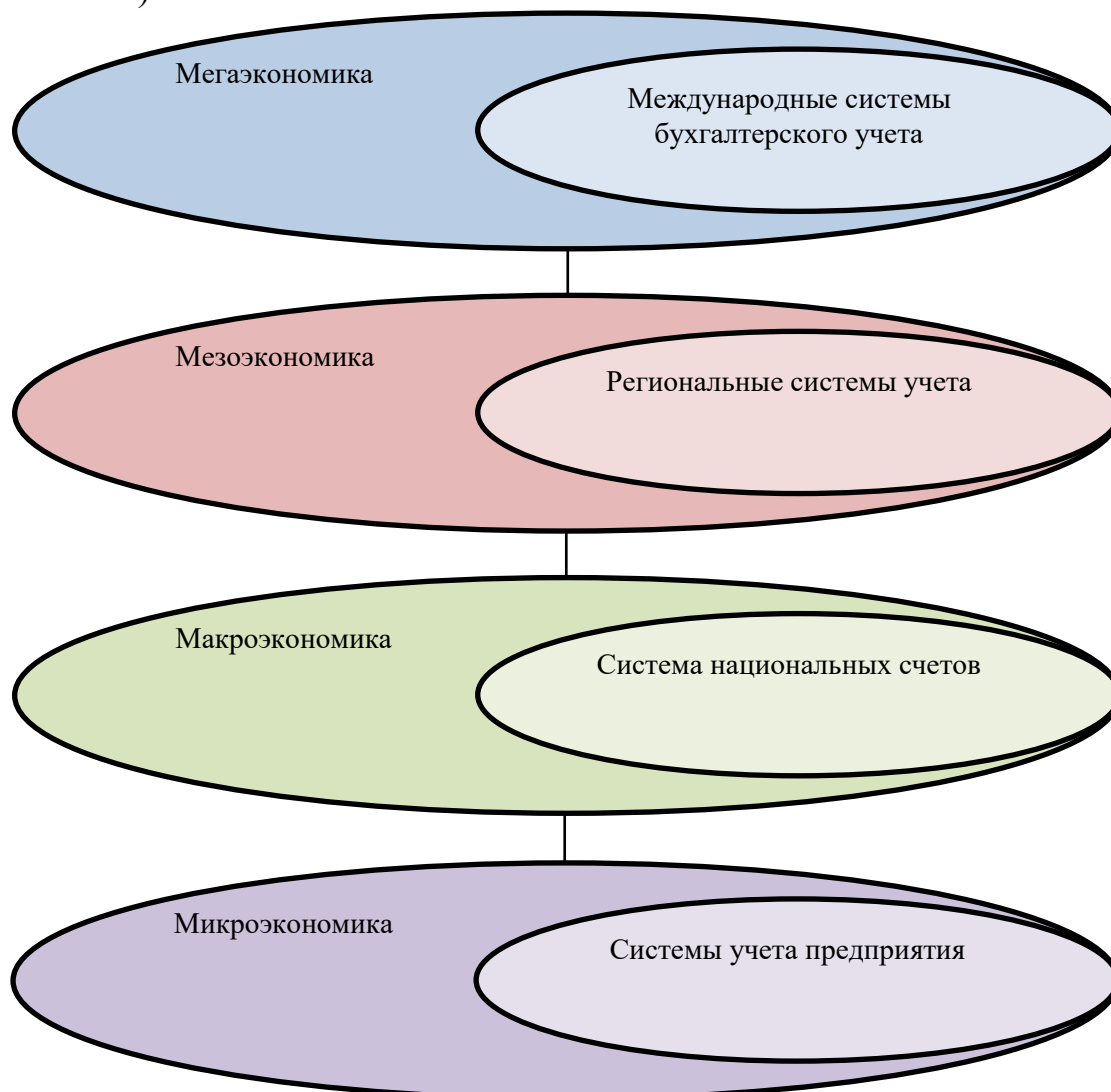 )
Мегаэкономика
Международные системы
бухгалтерского учета
Мезоэкономика
Региональные системы учета
Макроэкономика
Система национальных счетов
Микроэкономика
Системы учета предприятия